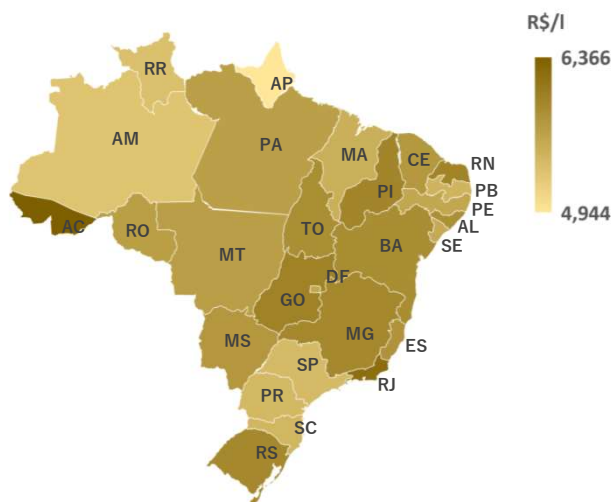 R$/l
6,366
4,944
RR
AP
AM
PA
MA
CE
RN
PI
PB
PE
AL
SE
AC
RO
TO
BA
MT
DF
GO
MG
ES
MS
SP
RJ
PR
SC
RS